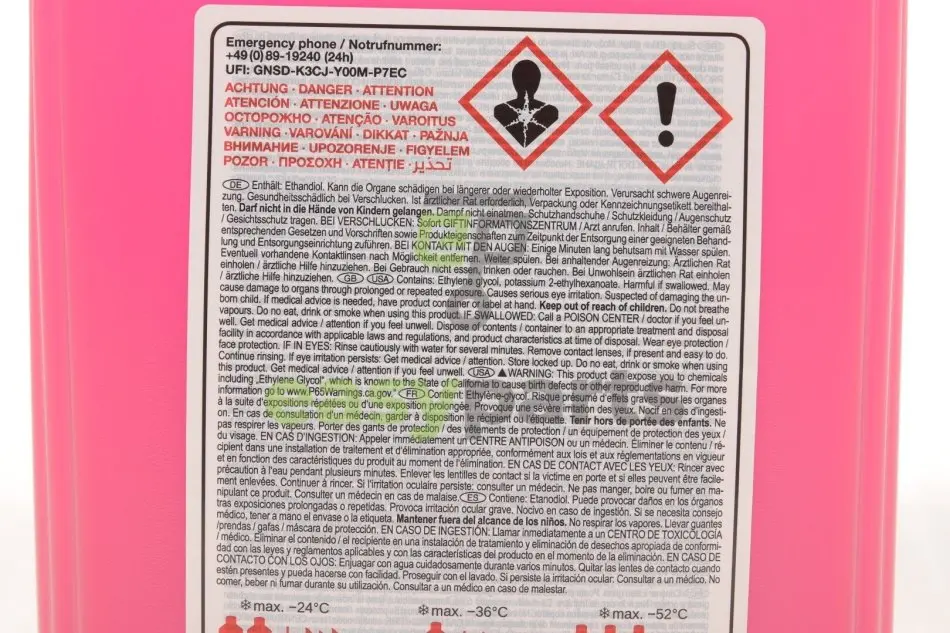 Emergency phone / Notrufnummer:
+49(0)89-19240 (24h)
UFI: GNSD-K3CJ-Y00M-P7EC
ACHTUNG · DANGER · ATTENTION
ATENCIÓN · ATTENZIONE · UWAGA
ОСТОРОЖНО · ATENÇÃO · VAROITUS
VARNING · VAROVÁNÍ · DIKKAT · PAŽNJA
ВНИМАНИЕ · UPOZORENJE · FIGYELEM
POZOR · ΠΡΟΣΟΧΗ · ATENȚIE · تحذير
DE Enthält: Ethandiol. Kann die Organe schädigen bei längerer oder wiederholter Exposition. Verursacht schwere Augenrei-
zung. Gesundheitsschädlich bei Verschlucken. Ist ärztlicher Rat erforderlich, Verpackung oder Kennzeichnungsetikett bereithal-
ten. Darf nicht in die Hände von Kindern gelangen. Dampf nicht einatmen. Schutzhandschuhe / Schutzkleidung / Augenschutz
/ Gesichtsschutz tragen. BEI VERSCHLUCKEN: Sofort GIFTINFORMATIONSZENTRUM / Arzt anrufen. Inhalt / Behälter gemäß
entsprechenden Gesetzen und Vorschriften sowie Produkteigenschaften zum Zeitpunkt der Entsorgung einer geeigneten Behand-
lung und Entsorgungseinrichtung zuführen. BEI KONTAKT MIT DEN AUGEN: Einige Minuten lang behutsam mit Wasser spülen.
Eventuell vorhandene Kontaktlinsen nach Möglichkeit entfernen. Weiter spülen. Bei anhaltender Augenreizung: Ärztlichen Rat
einholen / ärztliche Hilfe hinzuziehen. Bei Gebrauch nicht essen, trinken oder rauchen. Bei Unwohlsein ärztlichen Rat einholen
/ ärztliche Hilfe hinzuziehen. GB USA Contains: Ethylene glycol, potassium 2-ethylhexanoate. Harmful if swallowed. May
cause damage to organs through prolonged or repeated exposure. Causes serious eye irritation. Suspected of damaging the un-
born child. If medical advice is needed, have product container or label at hand. Keep out of reach of children. Do not breathe
vapours. Do no eat, drink or smoke when using this product. IF SWALLOWED: Call a POISON CENTER / doctor if you feel un-
well. Get medical advice / attention if you feel unwell. Dispose of contents / container to an appropriate treatment and disposal
facility in accordance with applicable laws and regulations, and product characteristics at time of disposal. Wear eye protection /
face protection. IF IN EYES: Rinse cautiously with water for several minutes. Remove contact lenses, if present and easy to do.
Continue rinsing. If eye irritation persists: Get medical advice / attention. Store locked up. Do no eat, drink or smoke when using
this product. Get medical advice / attention if you feel unwell. USA ▲WARNING: This product can expose you to chemicals
including „Ethylene Glycol", which is known to the State of California to cause birth defects or other reproductive harm. For more
information go to www.P65Warnings.ca.gov." FR Contient: Ethylène-glycol. Risque présumé d'effets graves pour les organes
à la suite d'expositions répétées ou d'une exposition prolongée. Provoque une sévère irritation des yeux. Nocif en cas d'ingesti-
on. En cas de consultation d'un médecin, garder à disposition le récipient ou l'étiquette. Tenir hors de portée des enfants. Ne
pas respirer les vapeurs. Porter des gants de protection / des vêtements de protection / un équipement de protection des yeux /
du visage. EN CAS D'INGESTION: Appeler immédiatement un CENTRE ANTIPOISON ou un médecin. Éliminer le contenu / ré-
cipient dans une installation de traitement et d'élimination appropriée, conformément aux lois et aux réglementations en vigueur
et en fonction des caractéristiques du produit au moment de l'élimination. EN CAS DE CONTACT AVEC LES YEUX: Rincer avec
précaution à l'eau pendant plusieurs minutes. Enlever les lentilles de contact si la victime en porte et si elles peuvent être facile-
ment enlevées. Continuer à rincer. Si l'irritation oculaire persiste: consulter un médecin. Ne pas manger, boire ou fumer en ma-
nipulant ce produit. Consulter un médecin en cas de malaise. ES Contiene: Etanodiol. Puede provocar daños en los órganos
tras exposiciones prolongadas o repetidas. Provoca irritación ocular grave. Nocivo en caso de ingestión. Si se necesita consejo
médico, tener a mano el envase o la etiqueta. Mantener fuera del alcance de los niños. No respirar los vapores. Llevar guantes
/prendas / gafas / máscara de protección. EN CASO DE INGESTIÓN: Llamar inmediatamente a un CENTRO DE TOXICOLOGÍA
/ médico. Eliminar el contenido / el recipiente en una instalación de tratamiento y eliminación de desechos apropiada de conformi-
dad con las leyes y reglamentos aplicables y con las características del producto en el momento de la eliminación. EN CASO DE
CONTACTO CON LOS OJOS: Enjuagar con agua cuidadosamente durante varios minutos. Quitar las lentes de contacto cuando
estén presentes y pueda hacerse con facilidad. Proseguir con el lavado. Si persiste la irritación ocular: Consultar a un médico. No
comer, beber ni fumar durante su utilización. Consultar a un médico en caso de malestar.
max. −24°C
max. −36°C
max. −52°C